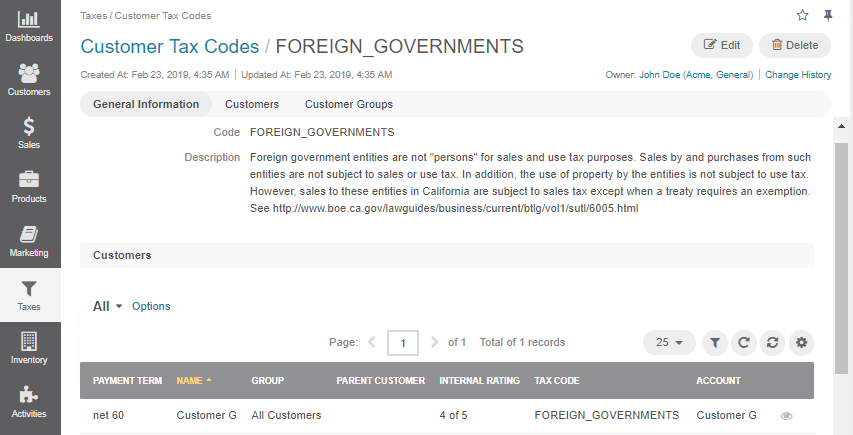 Taxes / Customer Tax Codes
Customer Tax Codes / FOREIGN_GOVERNMENTS
Edit
Delete
Created At: Feb 23, 2019, 4:35 AM | Updated At: Feb 23, 2019, 4:35 AM
Owner: John Doe (Acme, General) | Change History
General Information Customers Customer Groups
Code FOREIGN_GOVERNMENTS
Description Foreign government entities are not "persons" for sales and use tax purposes. Sales by and purchases from such
entities are not subject to sales or use tax. In addition, the use of property by the entities is not subject to use tax.
However, sales to these entities in California are subject to sales tax except when a treaty requires an exemption.
See http://www.boe.ca.gov/lawguides/business/current/btlg/vol1/sutl/6005.html
Customers
All Options
Page: 1 of 1 Total of 1 records 25
PAYMENT TERM NAME GROUP PARENT CUSTOMER INTERNAL RATING TAX CODE ACCOUNT
net 60 Customer G All Customers 4 of 5 FOREIGN_GOVERNMENTS Customer G
Dashboards
Customers
$
Sales
Products
Marketing
Taxes
Inventory
Activities